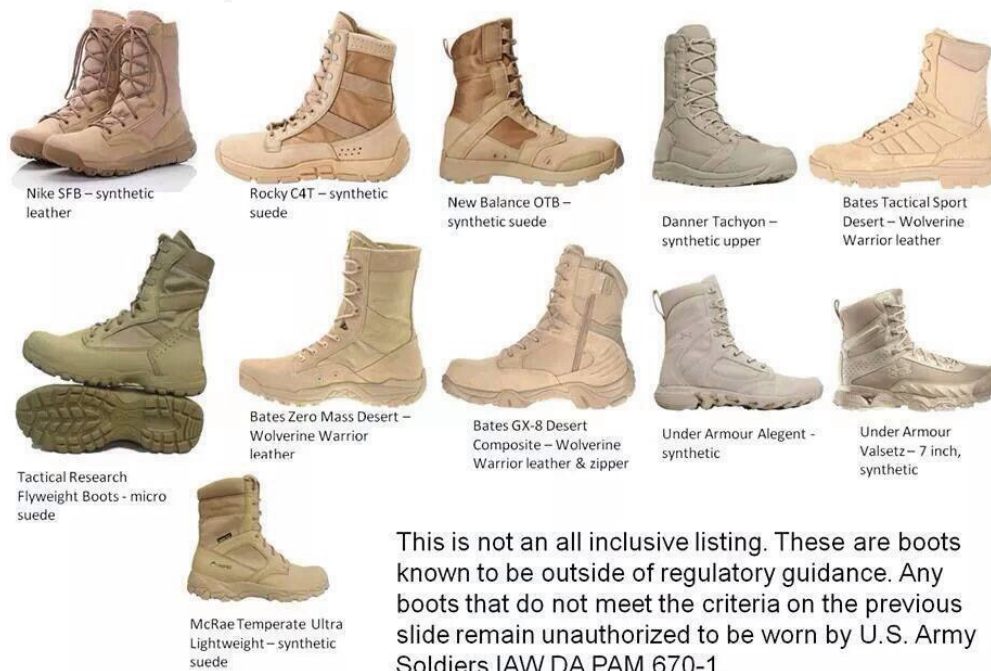 Nike SFB – synthetic
leather
Rocky C4T – synthetic
suede
New Balance OTB –
synthetic suede
Danner Tachyon –
synthetic upper
Bates Tactical Sport
Desert – Wolverine
Warrior leather
Tactical Research
Flyweight Boots - micro
suede
Bates Zero Mass Desert –
Wolverine Warrior
leather
Bates GX-8 Desert
Composite – Wolverine
Warrior leather & zipper
Under Armour Alegent -
synthetic
Under Armour
Valsetz – 7 inch,
synthetic
McRae Temperate Ultra
Lightweight – synthetic
suede
This is not an all inclusive listing. These are boots
known to be outside of regulatory guidance. Any
boots that do not meet the criteria on the previous
slide remain unauthorized to be worn by U.S. Army
Soldiers IAW DA PAM 670-1